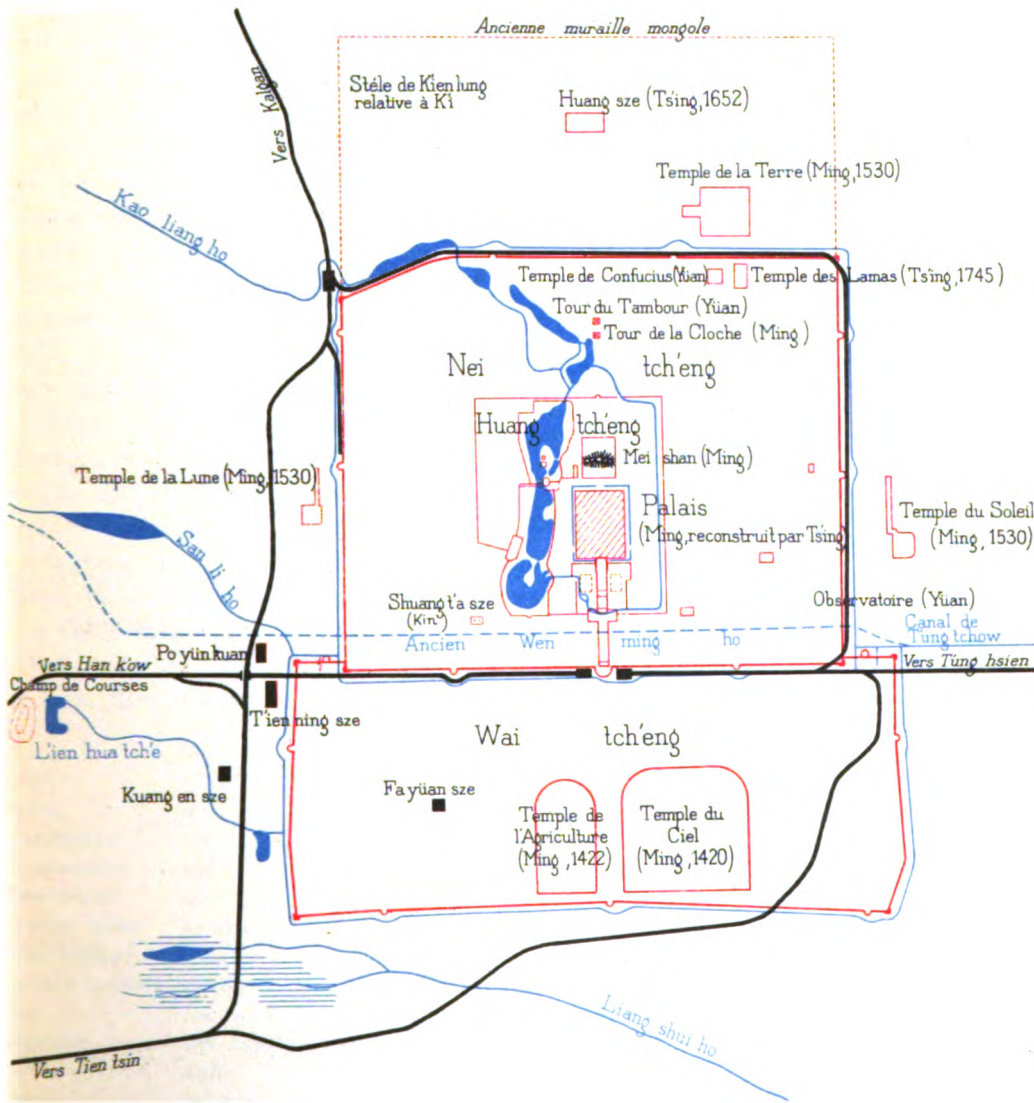 Ancienne muraille mongole
Stéle de Kienlung
relative à Ki
Huang sze (Ts'ing, 1652)
Vers Kalgan
Temple de la Terre (Ming, 1530)
Kao liang ho
Temple de Confucius (Yüan)
Temple des Lamas (Ts'ing, 1745)
Tour du Tambour (Yüan)
Tour de la Cloche (Ming)
Nei tch'eng
Huang tch'eng
Mei shan (Ming)
Temple de la Lune (Ming, 1530)
Palais
(Ming, reconstruit par Ts'ing)
Temple du Soleil
(Ming, 1530)
San li ho
Shuang t'a sze
(Kin)
Observatoire (Yüan)
Ancien Wen ming ho
Canal de
T'ung tchow
Po yün kuan
Vers Han k'ow
Vers T'ung hsien
Champ de Courses
T'ien ning sze
L'ien hua tch'e
Wai tch'eng
Kuang en sze
Fa yüan sze
Temple de
l'Agriculture
(Ming, 1422)
Temple du
Ciel
(Ming, 1420)
Liang shui ho
Vers Tien tsin